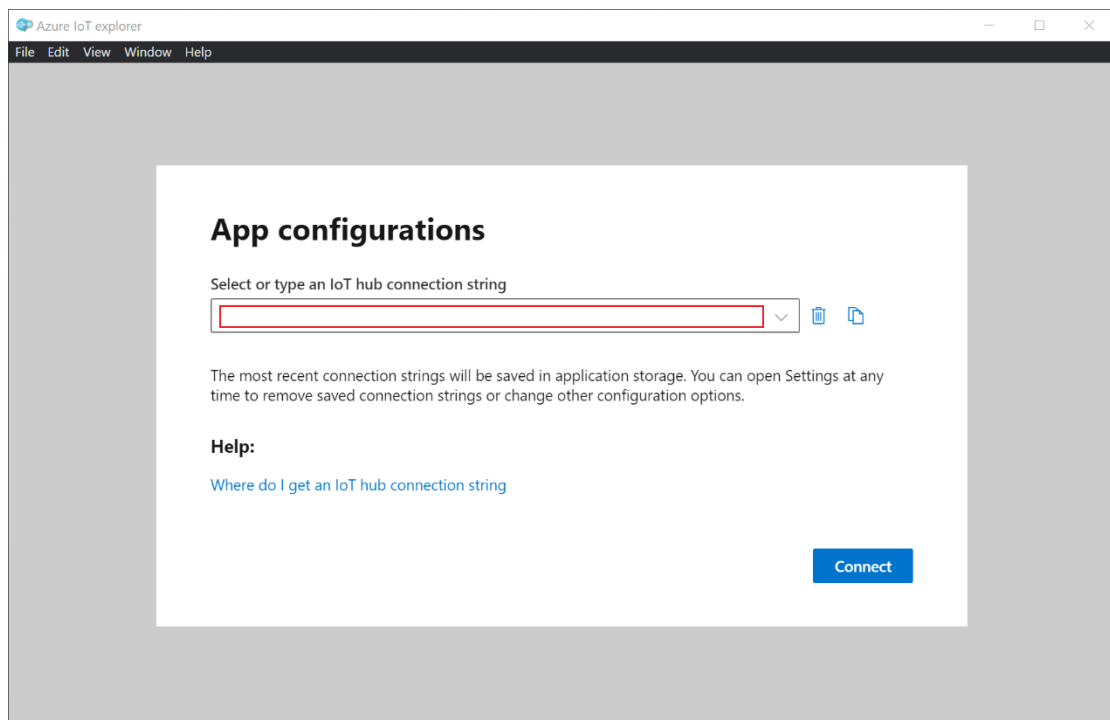 Azure IoT explorer
File Edit View Window Help
App configurations
Select or type an IoT hub connection string
The most recent connection strings will be saved in application storage. You can open Settings at any
time to remove saved connection strings or change other configuration options.
Help:
Where do I get an IoT hub connection string
Connect